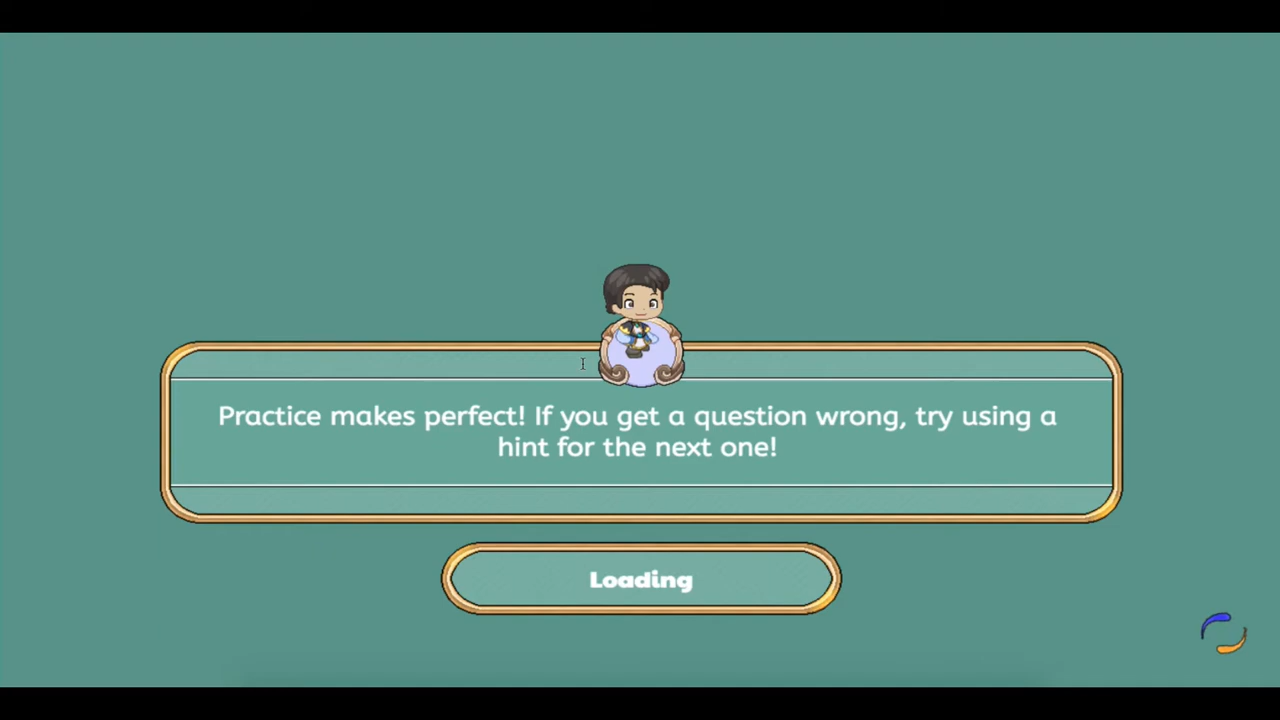 Practice makes perfect! If you get a question wrong, try using a
hint for the next one!
Loading